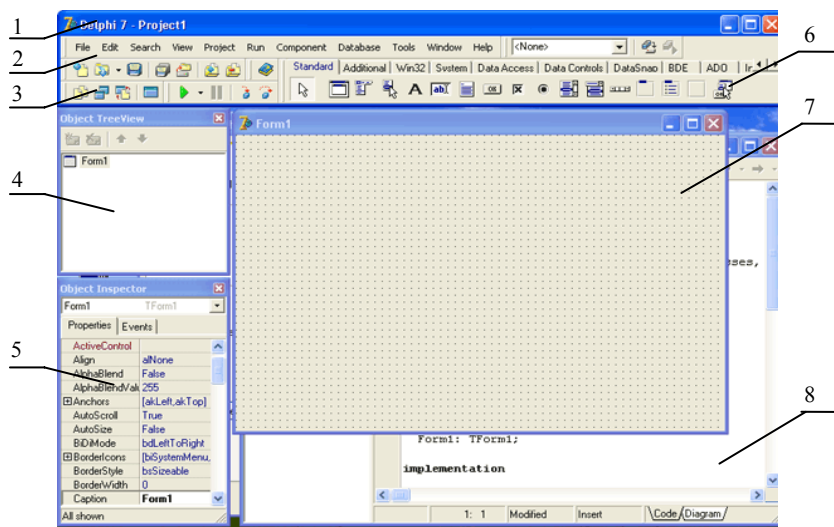 1
Delphi 7 - Project1
2
File Edit Search View Project Run Component Database Tools Window Help <None>
6
3
Standard Additional Win32 System Data Access Data Controls DataSnap BDE ADO
7
Object TreeView
Form1
4
Form1
Object Inspector
Form1 TForm1
Properties Events
5
ActiveControl
Align alNone
AlphaBlend False
AlphaBlendVal 255
Anchors [akLeft,akTop]
AutoScroll True
AutoSize False
BiDiMode bdLeftToRight
BorderIcons [biSystemMenu,
BorderStyle bsSizeable
BorderWidth 0
Caption Form1
All shown
8
Form1: TForm1;
implementation
1: 1 Modified Insert Code Diagram